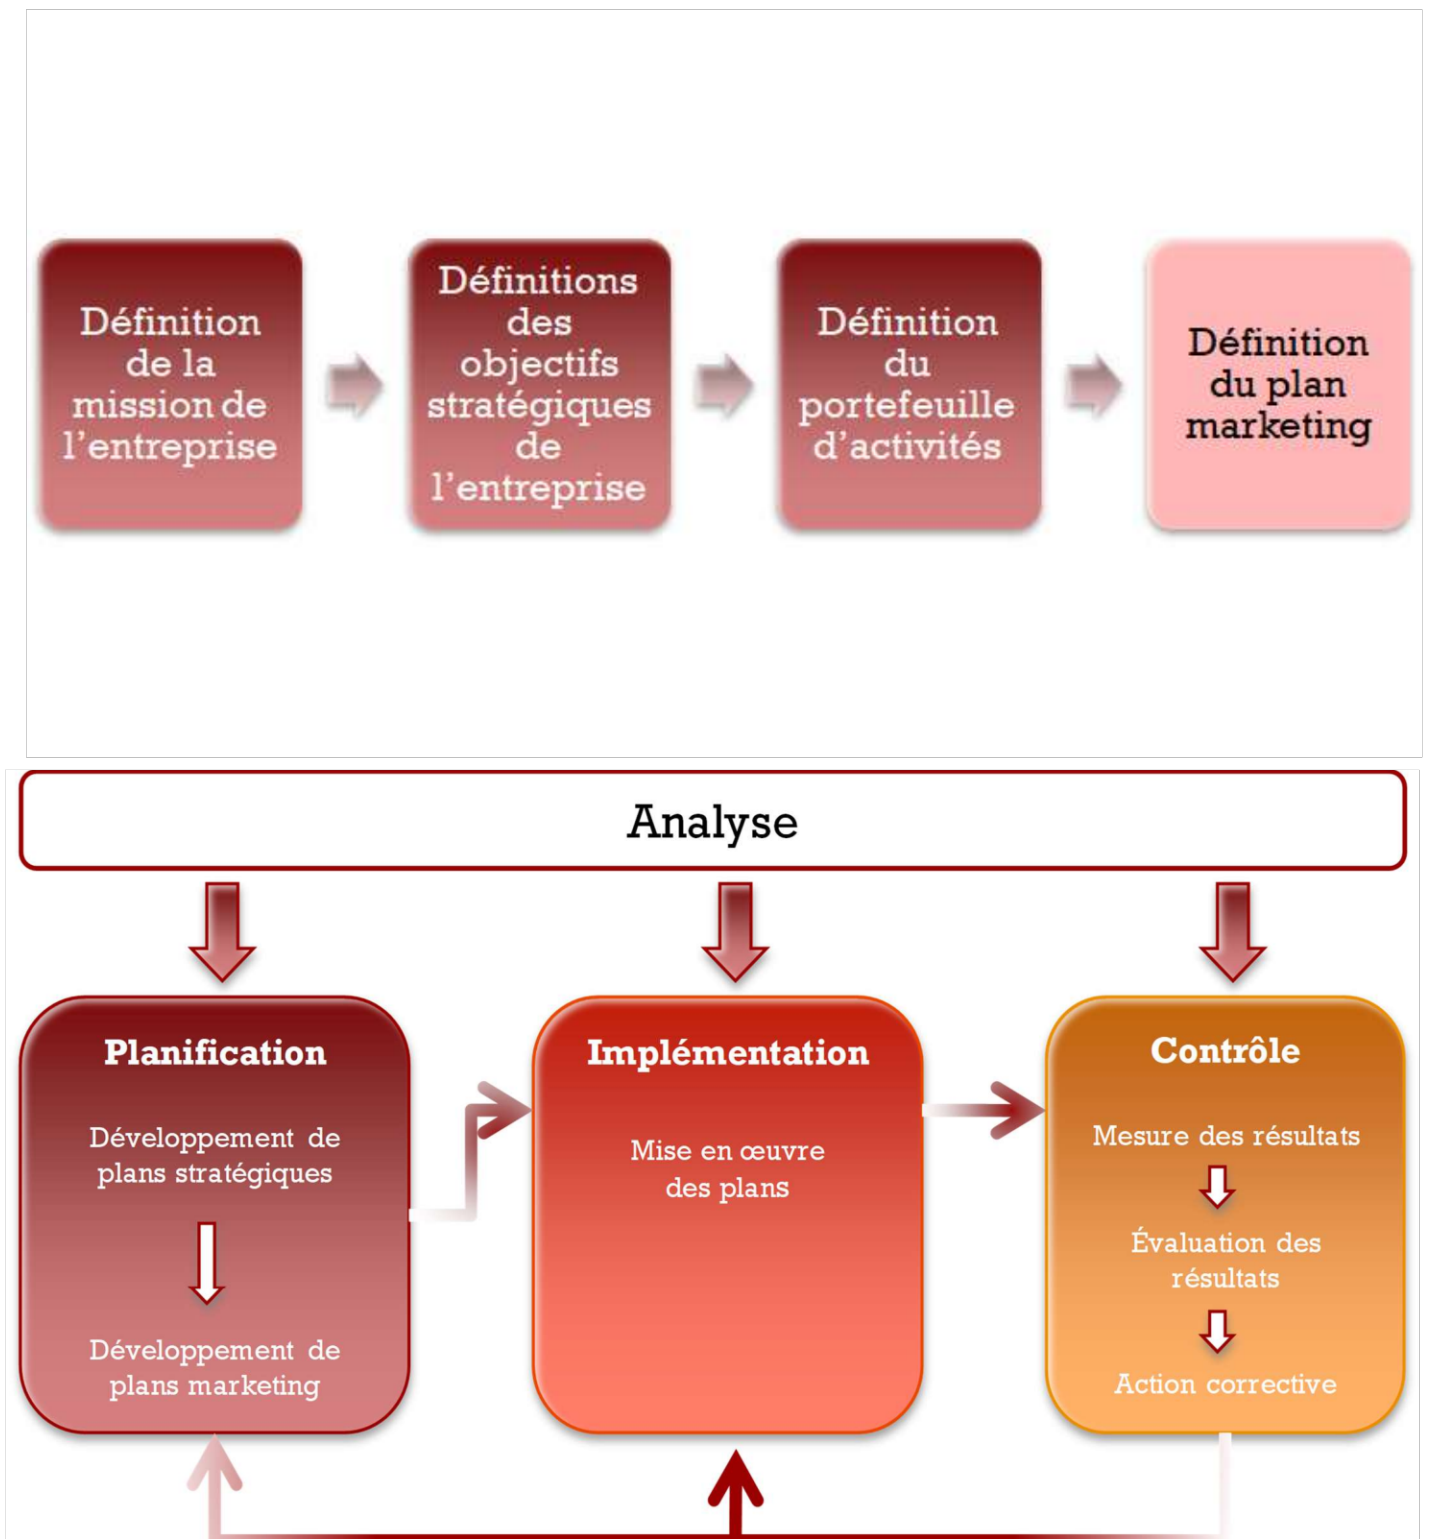 Définition
de la
mission de
l'entreprise
Définitions
des
objectifs
stratégiques
de
l'entreprise
Définition
du
portefeuille
d'activités
Définition
du plan
marketing
Analyse
Planification
Développement de
plans stratégiques
Développement de
plans marketing
Implémentation
Mise en œuvre
des plans
Contrôle
Mesure des résultats
Évaluation des
résultats
Action corrective